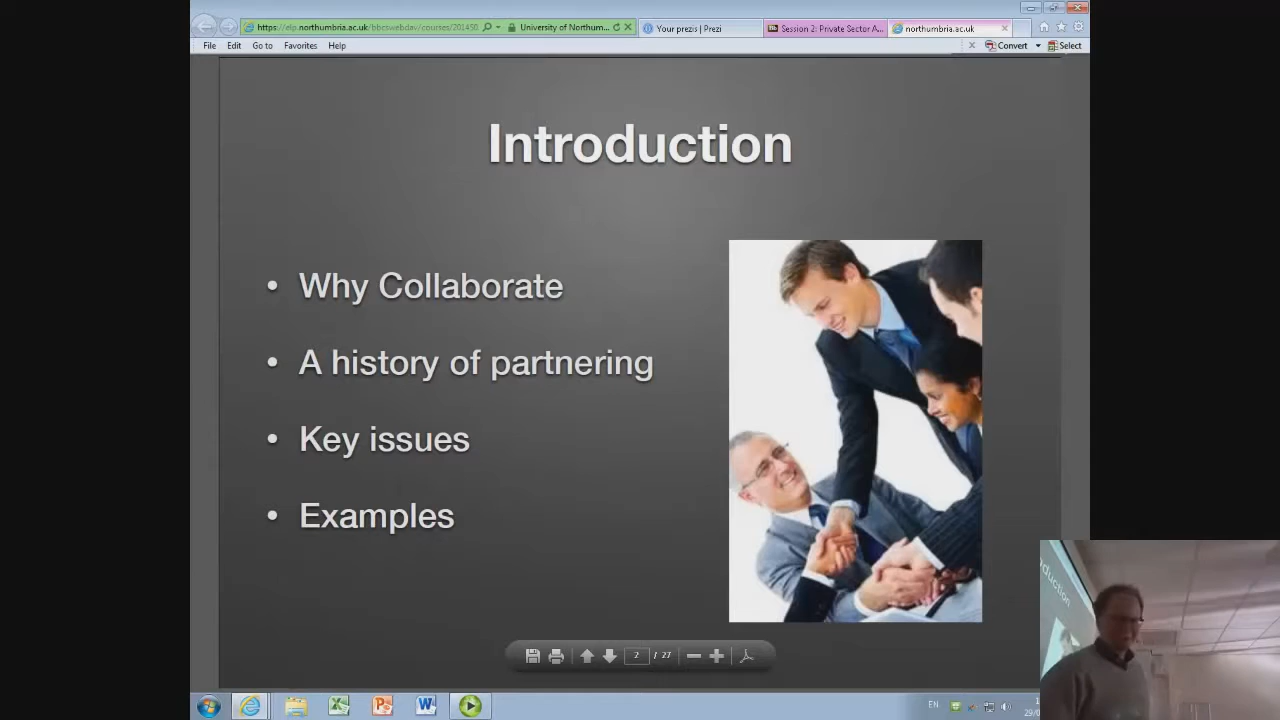 https://elp.northumbria.ac.uk/bbcswebdav/courses/201450
University of Northum...
Your prezis | Prezi
Session 2: Private Sector A...
northumbria.ac.uk
File Edit Go to Favorites Help
Convert Select
Introduction
• Why Collaborate
• A history of partnering
• Key issues
• Examples
2 / 27
EN